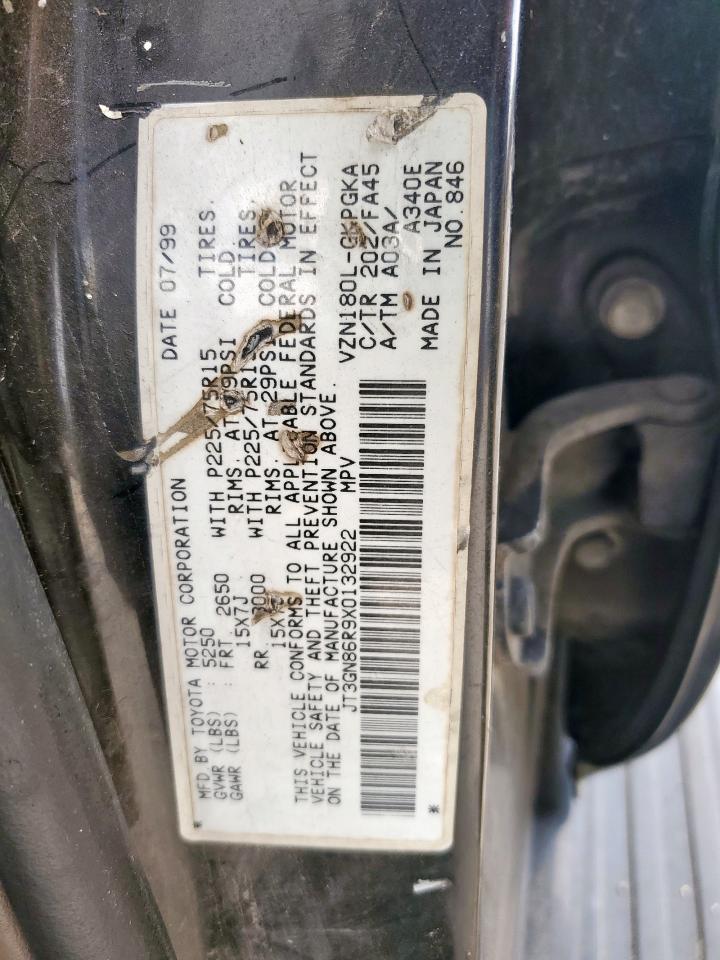 MFD BY TOYOTA MOTOR CORPORATION DATE 07/99
GVWR (LBS) : 5250
GAWR (LBS) : FRT. 2650 WITH P225/75R15 TIRES.
15X7J RIMS. AT 29PSI COLD.
RR 3000 WITH TIRES.
RIMS. AT 29PSI COLD.
THIS VEHICLE CONFORMS TO ALL APPLICABLE FEDERAL MOTOR
VEHICLE SAFETY AND THEFT PREVENTION STANDARDS IN EFFECT
ON THE DATE OF MANUFACTURE SHOWN ABOVE.
JT3GN86R9X0132922 MPV
VZN180L-GKPGKA
C/TR 202/FA45
A/TM A03A/ A340E
MADE IN JAPAN
NO.846